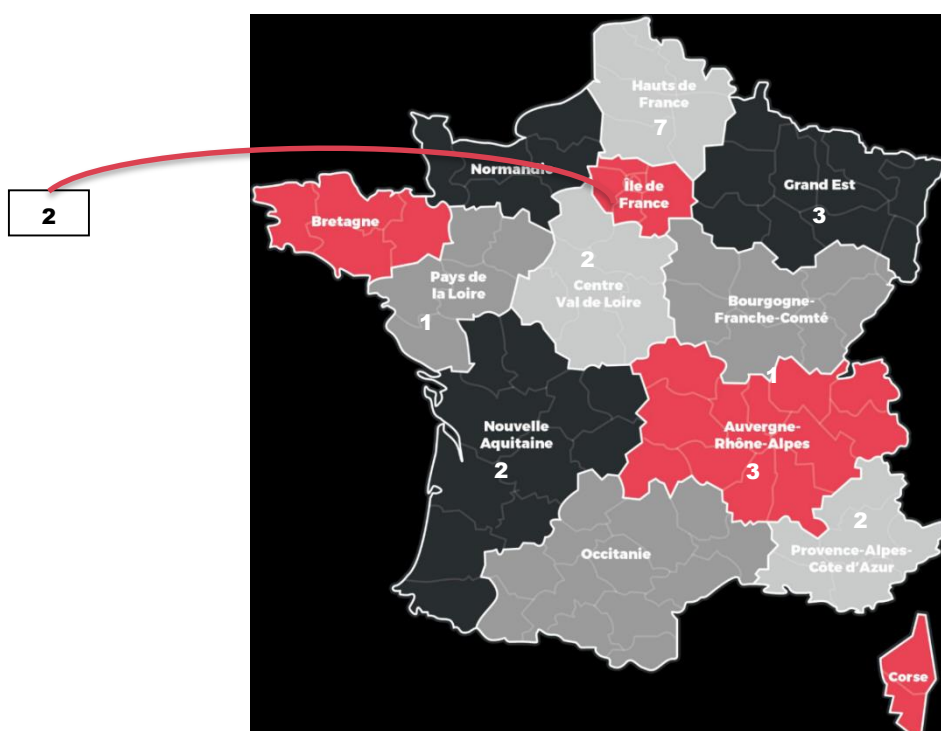 Hauts de
France
7
Normandie
Île de
France
Grand Est
3
2
Bretagne
2
Centre
Val de Loire
Pays de
la Loire
1
Bourgogne-
Franche-Comté
1
Nouvelle
Aquitaine
2
Auvergne-
Rhône-Alpes
3
2
Provence-Alpes-
Côte d'Azur
Occitanie
Corse